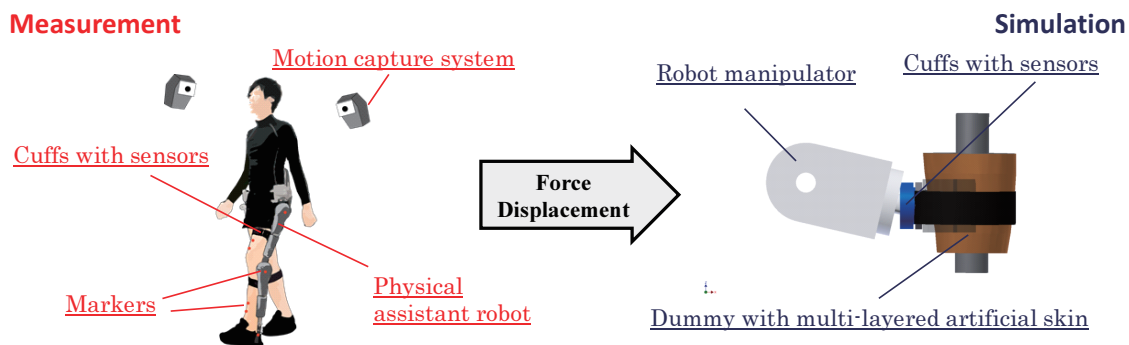 Measurement
Simulation
Motion capture system
Cuffs with sensors
Markers
Physical
assistant robot
Force
Displacement
Robot manipulator
Cuffs with sensors
Dummy with multi-layered artificial skin